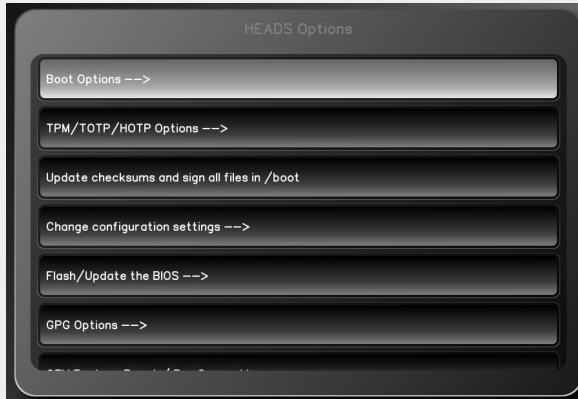 HEADS Options
Boot Options -->
TPM/TOTP/HOTP Options -->
Update checksums and sign all files in /boot
Change configuration settings -->
Flash/Update the BIOS -->
GPG Options -->